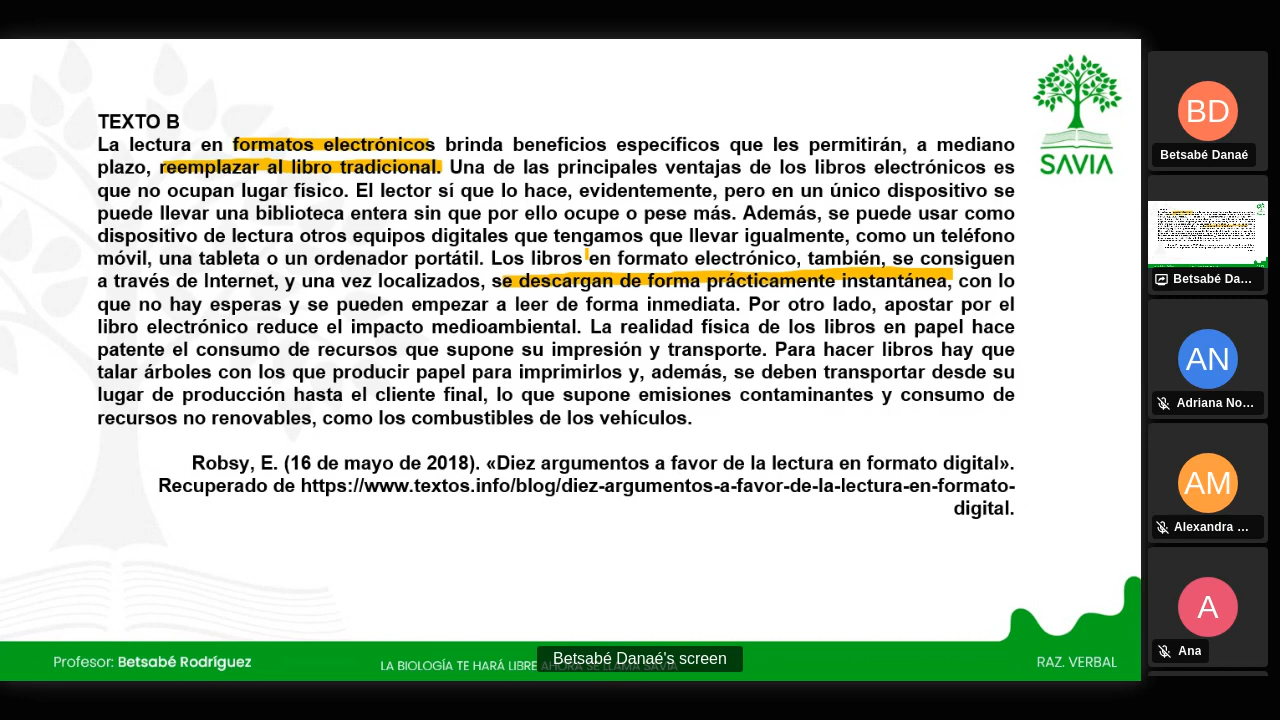 TEXTO B
La lectura en formatos electrónicos brinda beneficios específicos que les permitirán, a mediano
plazo, reemplazar al libro tradicional. Una de las principales ventajas de los libros electrónicos es
que no ocupan lugar físico. El lector sí que lo hace, evidentemente, pero en un único dispositivo se
puede llevar una biblioteca entera sin que por ello ocupe o pese más. Además, se puede usar como
dispositivo de lectura otros equipos digitales que tengamos que llevar igualmente, como un teléfono
móvil, una tableta o un ordenador portátil. Los libros en formato electrónico, también, se consiguen
a través de Internet, y una vez localizados, se descargan de forma prácticamente instantánea, con lo
que no hay esperas y se pueden empezar a leer de forma inmediata. Por otro lado, apostar por el
libro electrónico reduce el impacto medioambiental. La realidad física de los libros en papel hace
patente el consumo de recursos que supone su impresión y transporte. Para hacer libros hay que
talar árboles con los que producir papel para imprimirlos y, además, se deben transportar desde su
lugar de producción hasta el cliente final, lo que supone emisiones contaminantes y consumo de
recursos no renovables, como los combustibles de los vehículos.
Robsy, E. (16 de mayo de 2018). «Diez argumentos a favor de la lectura en formato digital».
Recuperado de https://www.textos.info/blog/diez-argumentos-a-favor-de-la-lectura-en-formato-
digital.
SAVIA
Profesor: Betsabé Rodríguez
LA BIOLOGÍA TE HARÁ LIBRE AHORA SE LLAMA SAVIA
Betsabé Danaé's screen
RAZ. VERBAL
BD
Betsabé Danaé
Betsabé Da...
AN
Adriana No...
AM
Alexandra ...
A
Ana